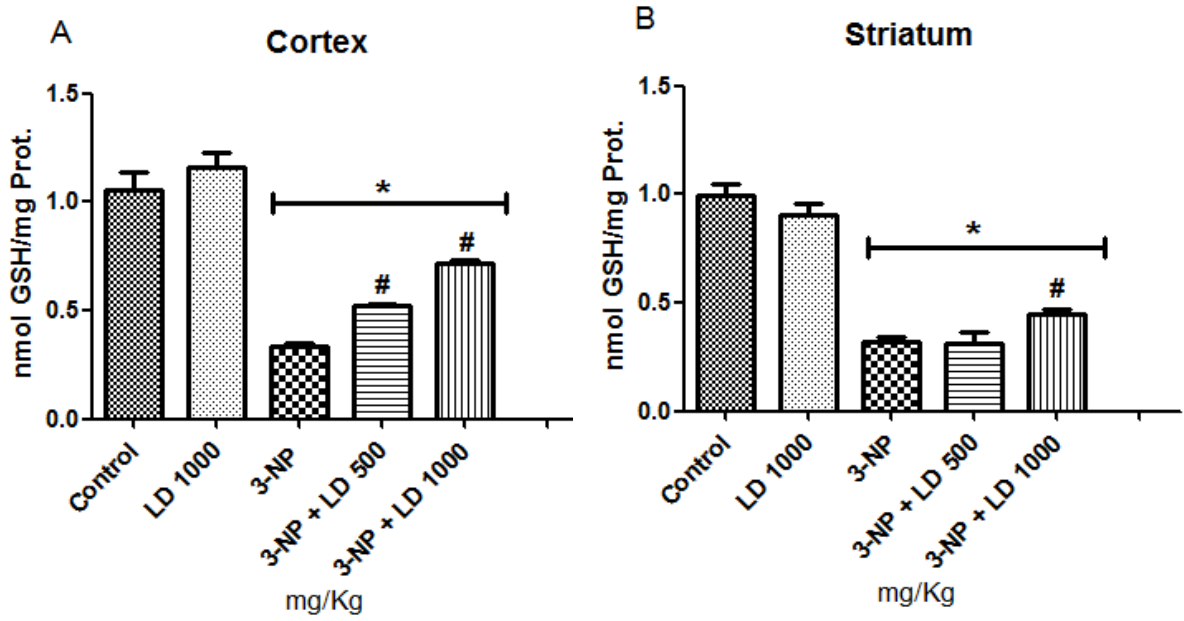 A
Cortex
nmol GSH/mg Prot.
1.5
1.0
0.5
0.0
*
#
#
Control
LD 1000
3-NP
3-NP + LD 500
3-NP + LD 1000
mg/Kg
B
Striatum
nmol GSH/mg Prot.
1.5
1.0
0.5
0.0
*
#
Control
LD 1000
3-NP
3-NP + LD 500
3-NP + LD 1000
mg/Kg